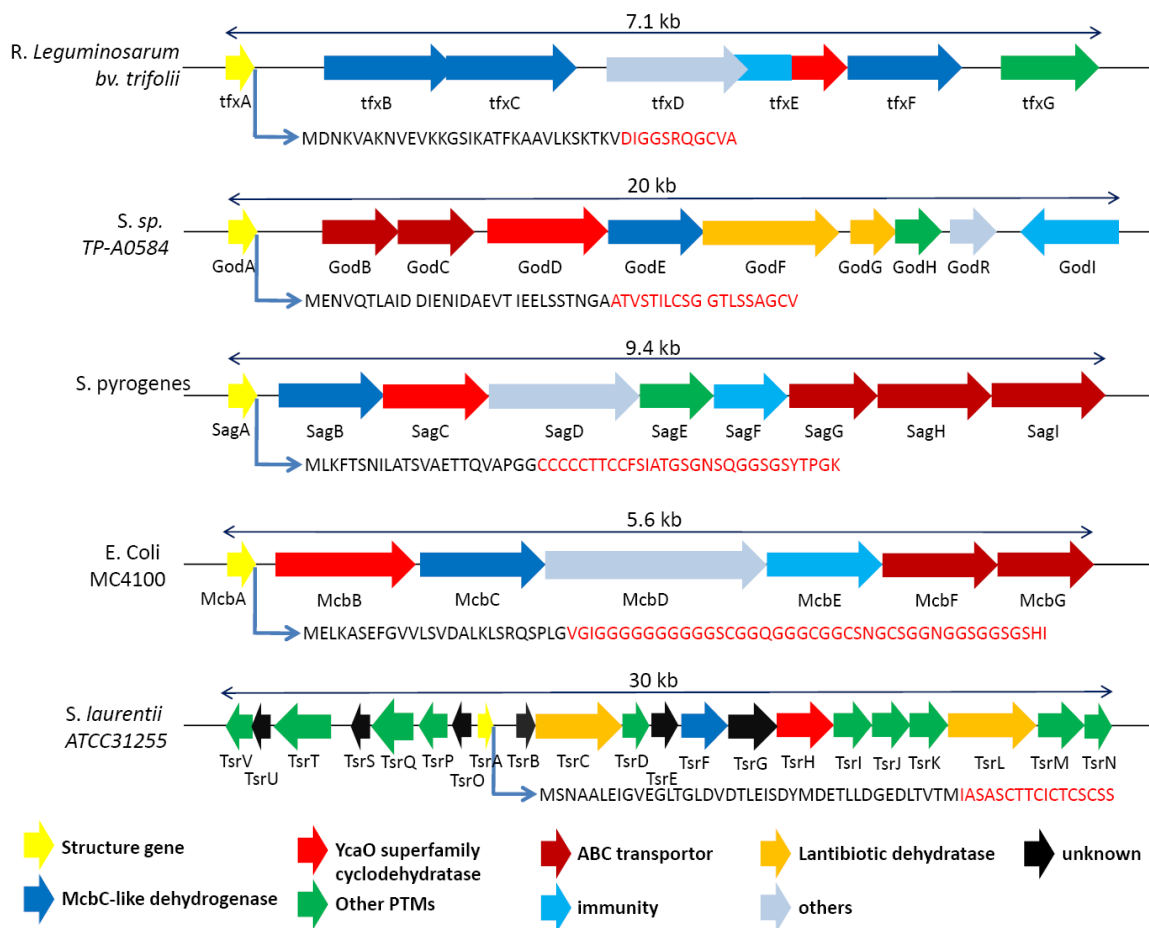 7.1 kb
R. Leguminosarum
bv. trifolii
tfxA tfxB tfxC tfxD tfxE tfxF tfxG
MDNKVAKNVEVKKGSIKATFKAAVLKSKTKVDIGGSRQGCVA
20 kb
S. sp.
TP-A0584
GodA GodB GodC GodD GodE GodF GodG GodH GodR GodI
MENVQTLAID DIENIDAEVT IEELSSTNGAATVSTILCSG GTLSSAGCV
9.4 kb
S. pyrogenes
SagA SagB SagC SagD SagE SagF SagG SagH SagI
MLKFTSNILATSVAETTQVAPGGCCCCCTTCCFSIATGSGNSQGGSGSYTPGK
5.6 kb
E. Coli
MC4100
McbA McbB McbC McbD McbE McbF McbG
MELKASEFGVVLSVDALKLSRQSPLGVGIGGGGGGGGGGSCGGQGGGCGGCSNGCSGGNGGSGGSGSHI
30 kb
S. laurentii
ATCC31255
TsrV TsrU TsrT TsrS TsrQ TsrP TsrO TsrA TsrB TsrC TsrD TsrE TsrF TsrG TsrH TsrI TsrJ TsrK TsrL TsrM TsrN
MSNAALEIGVEGLTGLDVDTLEISDYMDETLLDGEDLTVTMIASASCTTCICTCSCSS
Structure gene
YcaO superfamily
cyclodehydratase
ABC transportor
Lantibiotic dehydratase
unknown
McbC-like dehydrogenase
Other PTMs
immunity
others